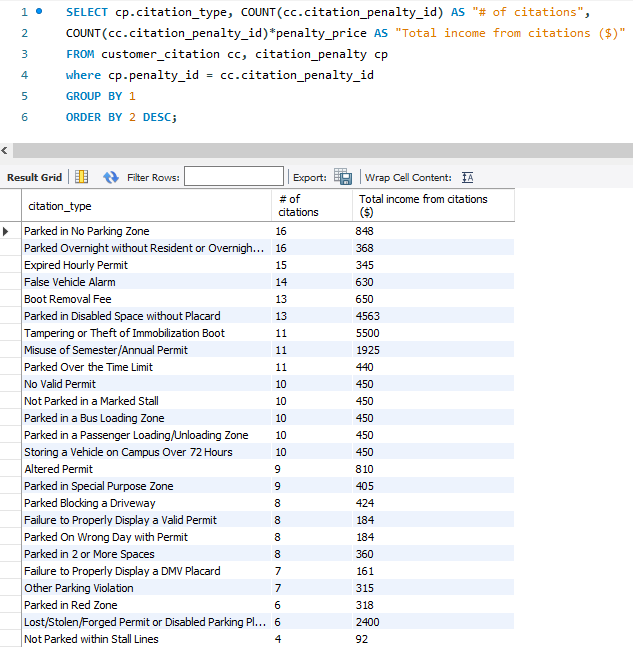 1 SELECT cp.citation_type, COUNT(cc.citation_penalty_id) AS "# of citations",
2 COUNT(cc.citation_penalty_id)*penalty_price AS "Total income from citations ($)"
3 FROM customer_citation cc, citation_penalty cp
4 where cp.penalty_id = cc.citation_penalty_id
5 GROUP BY 1
6 ORDER BY 2 DESC;
Result Grid Filter Rows: Export: Wrap Cell Content: IA
citation_type # of citations Total income from citations ($)
Parked in No Parking Zone 16 848
Parked Overnight without Resident or Overnigh... 16 368
Expired Hourly Permit 15 345
False Vehicle Alarm 14 630
Boot Removal Fee 13 650
Parked in Disabled Space without Placard 13 4563
Tampering or Theft of Immobilization Boot 11 5500
Misuse of Semester/Annual Permit 11 1925
Parked Over the Time Limit 11 440
No Valid Permit 10 450
Not Parked in a Marked Stall 10 450
Parked in a Bus Loading Zone 10 450
Parked in a Passenger Loading/Unloading Zone 10 450
Storing a Vehicle on Campus Over 72 Hours 10 450
Altered Permit 9 810
Parked in Special Purpose Zone 9 405
Parked Blocking a Driveway 8 424
Failure to Properly Display a Valid Permit 8 184
Parked On Wrong Day with Permit 8 184
Parked in 2 or More Spaces 8 360
Failure to Properly Display a DMV Placard 7 161
Other Parking Violation 7 315
Parked in Red Zone 6 318
Lost/Stolen/Forged Permit or Disabled Parking Pl... 6 2400
Not Parked within Stall Lines 4 92